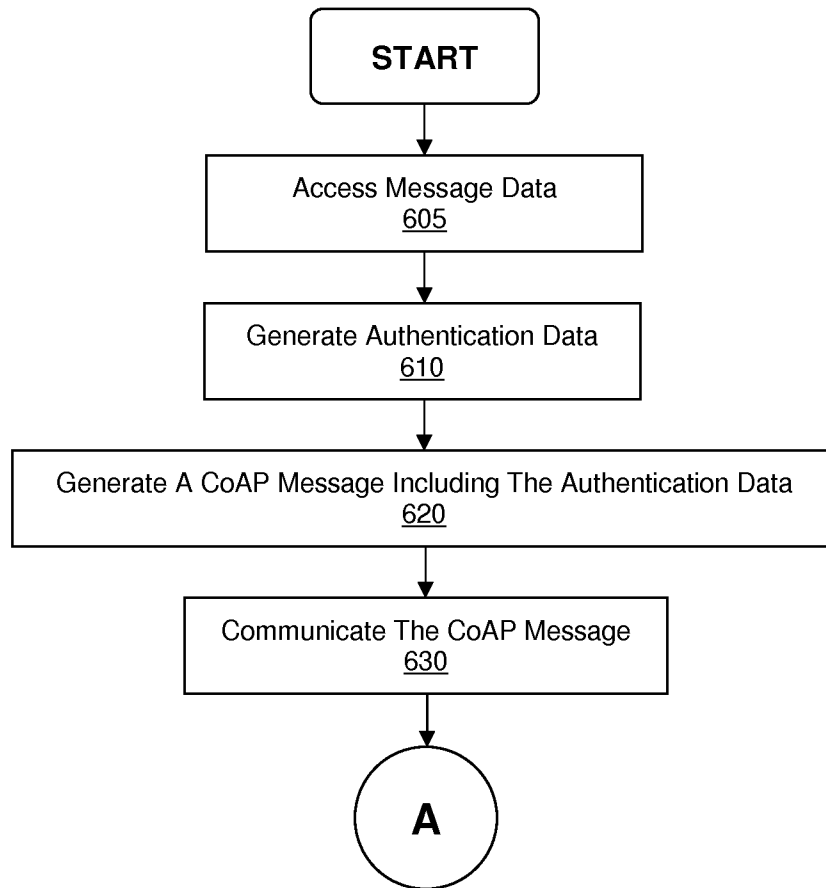 START
Access Message Data
605
Generate Authentication Data
610
Generate A CoAP Message Including The Authentication Data
620
Communicate The CoAP Message
630
A